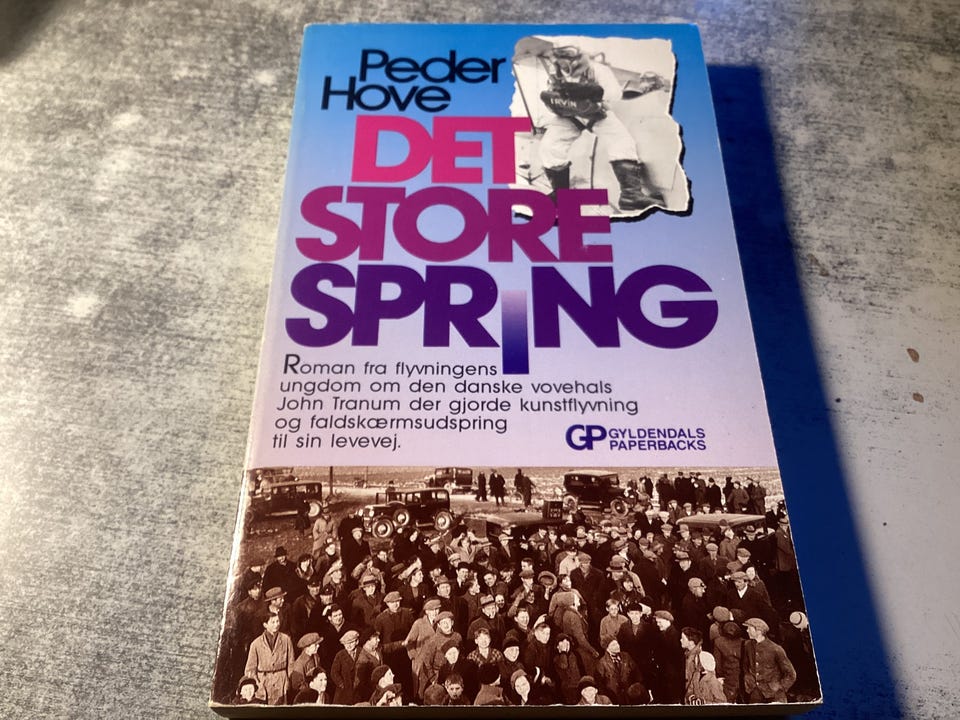 Peder
Hove
IRVIN
DET
STORE
SPRiNG
Roman fra flyvningens
ungdom om den danske vovehals
John Tranum der gjorde kunstflyvning
og faldskærmsudspring
til sin levevej.
GP GYLDENDALS
PAPERBACKS